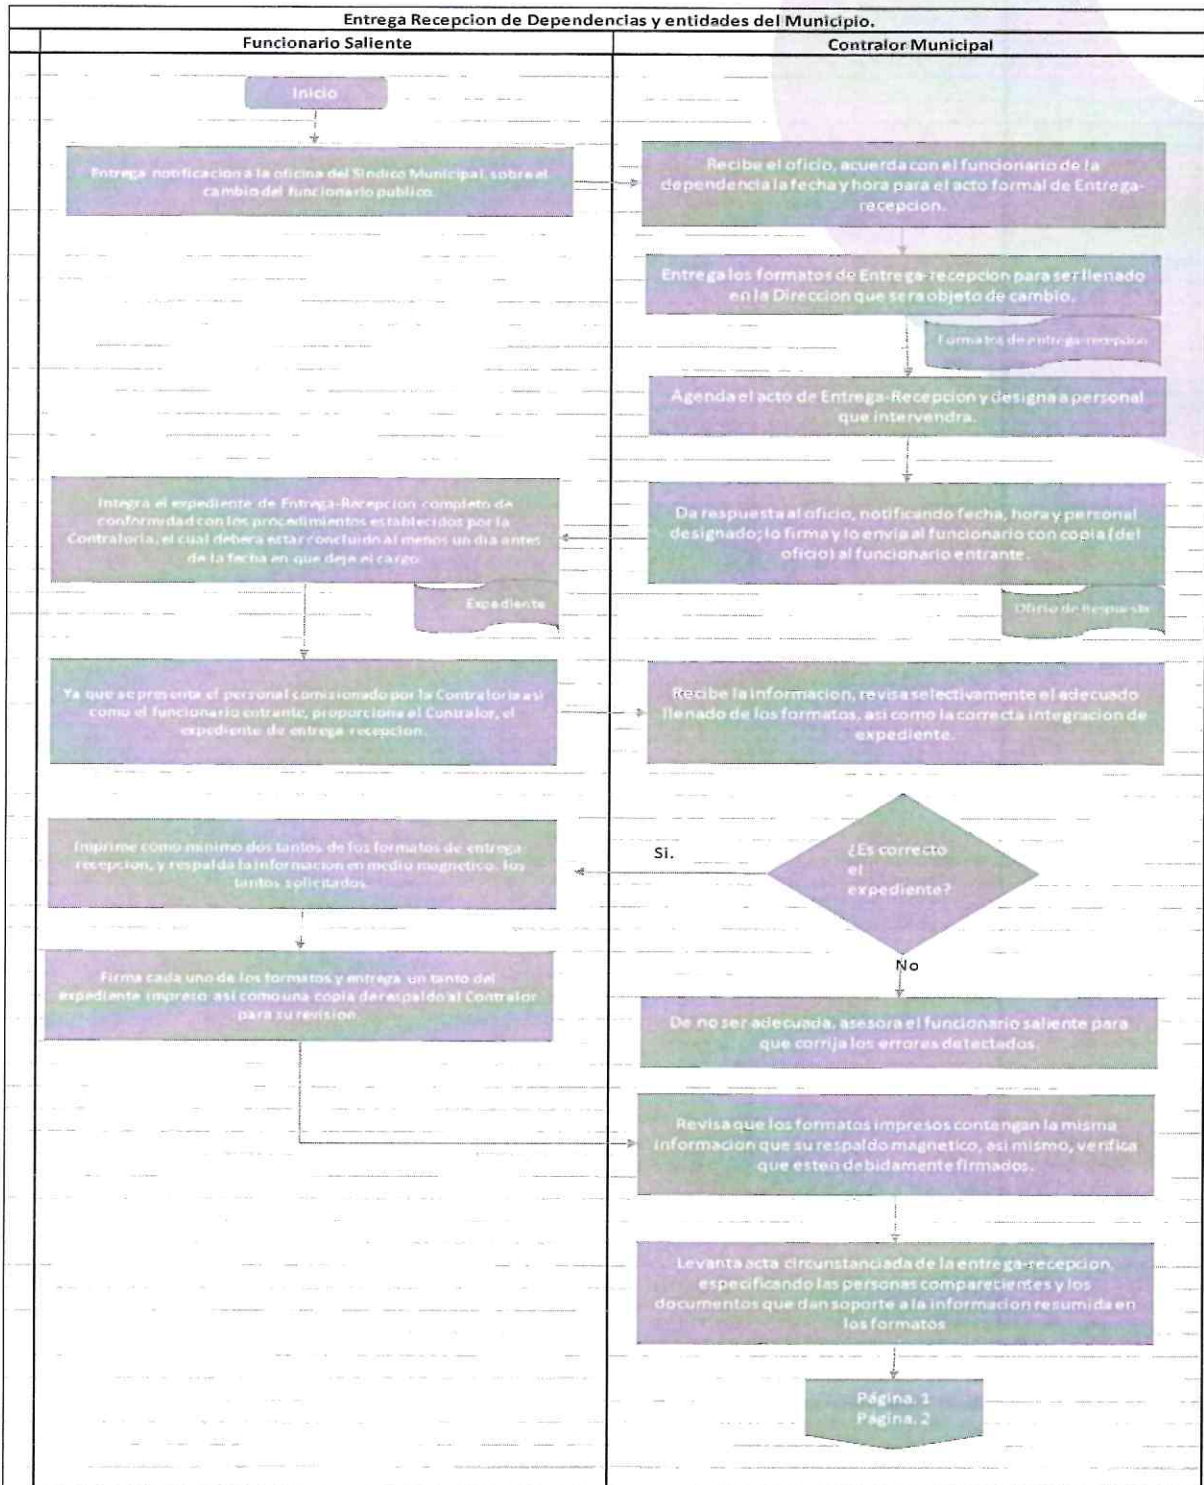 Entrega Recepcion de Dependencias y entidades del Municipio.
Funcionario Saliente
Contralor Municipal
Inicio
Entrega notificacion a la oficina del Sindico Municipal, sobre el
cambio del funcionario publico.
Recibe el oficio, acuerda con el funcionario de la
dependencia la fecha y hora para el acto formal de Entrega-
recepcion.
Entrega los formatos de Entrega-recepcion para ser llenado
en la Direccion que sera objeto de cambio.
Formatos de entrega-recepcion
Agenda el acto de Entrega-Recepcion y designa a personal
que intervendra.
Integra el expediente de Entrega-Recepcion completo de
conformidad con los procedimientos establecidos por la
Contraloria, el cual debera estar concluido al menos un dia antes
de la fecha en que deje el cargo
Expediente
Da respuesta al oficio, notificando fecha, hora y personal
designado; lo firma y lo envia al funcionario con copia (del
oficio) al funcionario entrante.
Oficio de Respuesta
Ya que se presenta el personal comisionado por la Contraloria asi
como el funcionario entrante, proporciona el Contralor, el
expediente de entrega recepcion.
Recibe la informacion, revisa selectivamente el adecuado
llenado de los formatos, asi como la correcta integracion de
expediente.
¿Es correcto
el
expediente?
Si.
No
Imprime como minimo dos tantos de los formatos de entrega
recepcion, y respalda la informacion en medio magnetico, los
tantos solicitados.
Firma cada uno de los formatos y entrega un tanto del
expediente impreso asi como una copia de respaldo al Contralor
para su revision.
De no ser adecuada, asesora el funcionario saliente para
que corrija los errores detectados.
Revisa que los formatos impresos contengan la misma
informacion que su respaldo magnetico, asi mismo, verifica
que esten debidamente firmados.
Levanta acta circunstanciada de la entrega-recepcion,
especificando las personas comparecientes y los
documentos que dan soporte a la informacion resumida en
los formatos
Página. 1
Página. 2